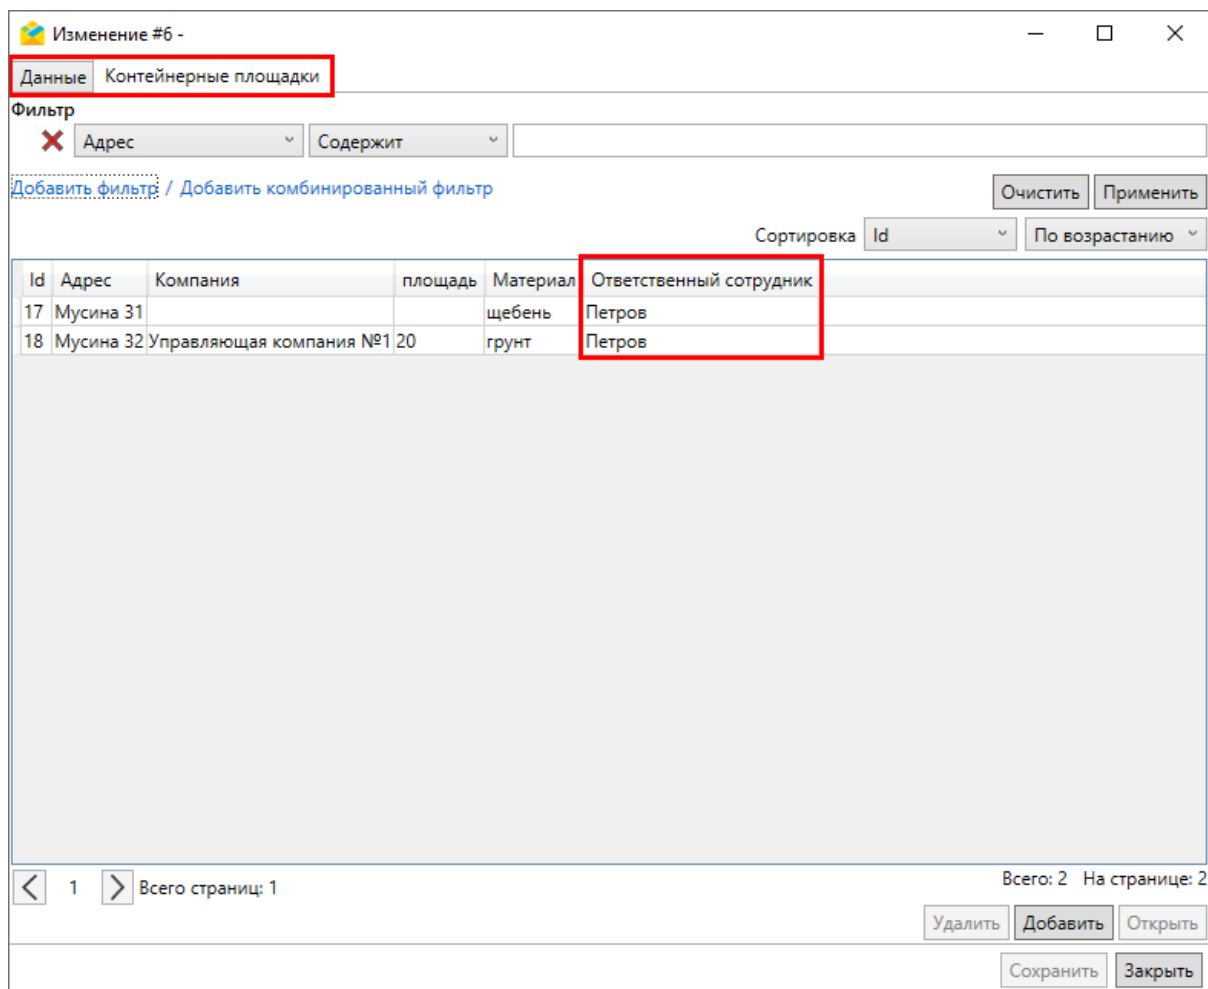 Изменение #6 -
Данные Контейнерные площадки
Фильтр
Адрес Содержит
Добавить фильтр / Добавить комбинированный фильтр Очистить Применить
Сортировка Id По возрастанию
Id Адрес Компания площадь Материал Ответственный сотрудник
17 Мусина 31 щебень Петров
18 Мусина 32 Управляющая компания №1 20 грунт Петров
1 Всего страниц: 1 Всего: 2 На странице: 2
Удалить Добавить Открыть
Сохранить Закрыть